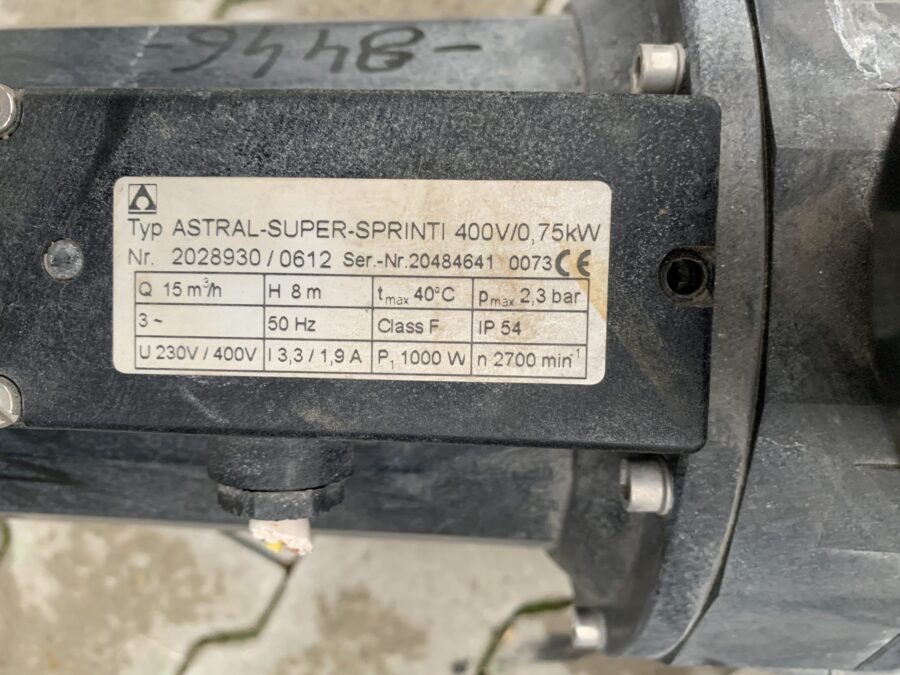 -8446-
Typ ASTRAL-SUPER-SPRINTI 400V/0,75kW
Nr. 2028930 / 0612 Ser.-Nr.20484641 0073 CE
Q 15 m³/h H 8 m tmax 40°C pmax 2,3 bar
3 ~ 50 Hz Class F IP 54
U 230V / 400V I 3,3 / 1,9 A P₁ 1000 W n 2700 min⁻¹